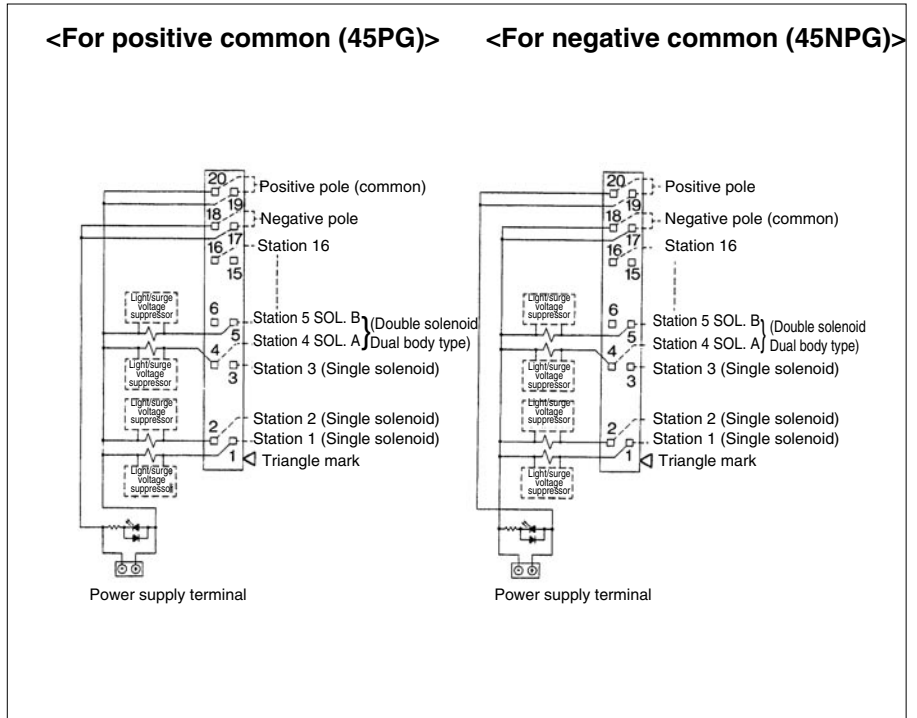 <For positive common (45PG)>
20
Positive pole (common)
19
18
Negative pole
17
16
Station 16
15
Light/surge
voltage
suppressor
6
Station 5 SOL. B
5
(Double solenoid
Station 4 SOL. A
Dual body type)
4
Light/surge
voltage
suppressor
3
Station 3 (Single solenoid)
Light/surge
voltage
suppressor
2
Station 2 (Single solenoid)
Station 1 (Single solenoid)
1
Triangle mark
Light/surge
voltage
suppressor
Power supply terminal
<For negative common (45NPG)>
20
Positive pole
19
18
Negative pole (common)
17
16
Station 16
15
Light/surge
voltage
suppressor
6
Station 5 SOL. B
5
(Double solenoid
Station 4 SOL. A
Dual body type)
4
Light/surge
voltage
suppressor
3
Station 3 (Single solenoid)
Light/surge
voltage
suppressor
2
Station 2 (Single solenoid)
Station 1 (Single solenoid)
1
Triangle mark
Light/surge
voltage
suppressor
Power supply terminal